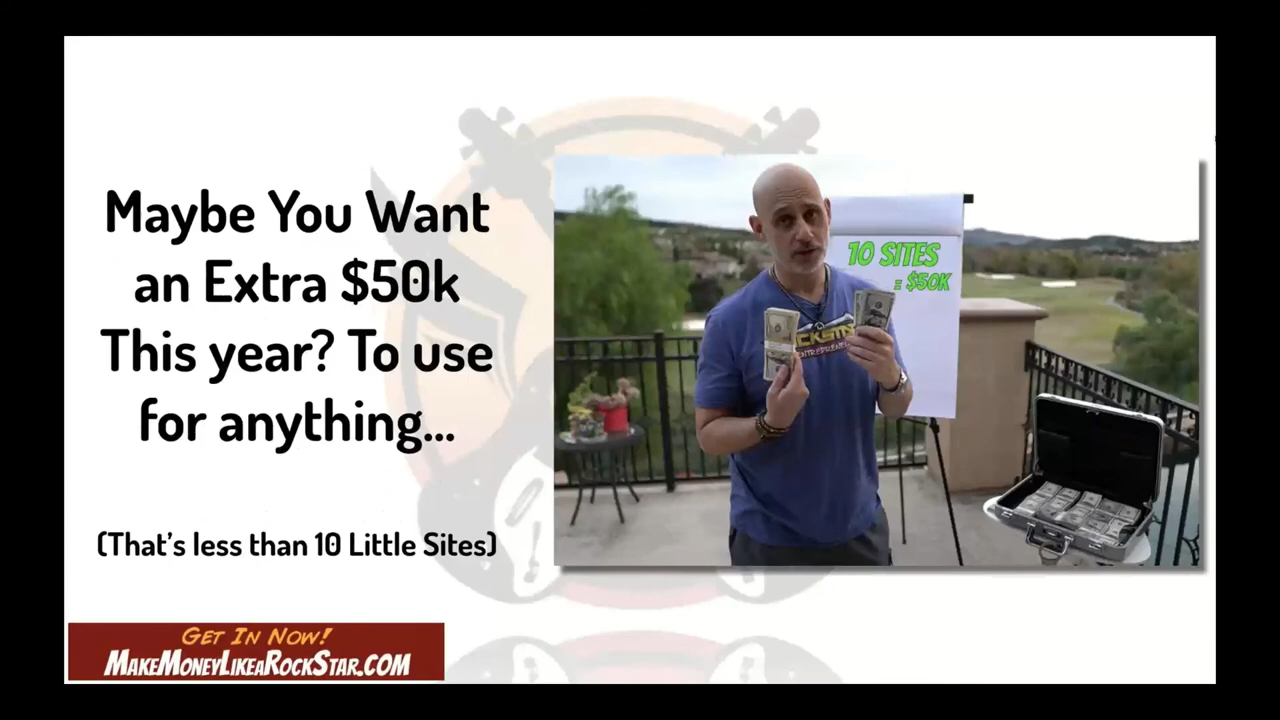 Maybe You Want
an Extra $50k
This year? To use
for anything...
(That's less than 10 Little Sites)
10 SITES
= $50K
ENTREPRENEU
GET IN NOW!
MAKEMONEYLIKEAROCKSTAR.COM